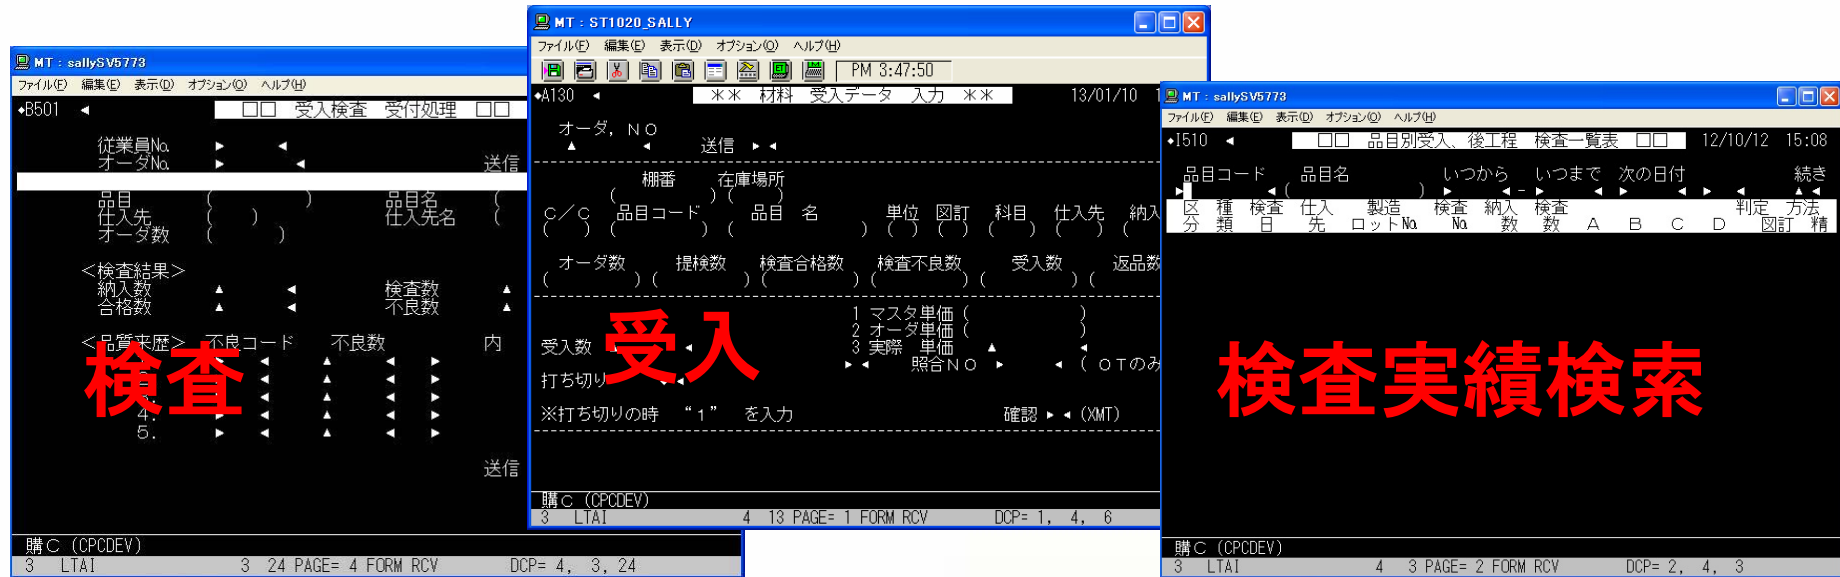 MT : sallySV5773
ファイル(F) 編集(E) 表示(D) オプション(O) ヘルプ(H)
◆B501 ◄ □□ 受入検査 受付処理 □□
従業員No. ► ◄
オーダNo. ► ◄ 送信
品目 ( ) 品目名 (
仕入先 ( ) 仕入先名 (
オーダ数 ( )
<検査結果>
納入数 ▲ ◄ 検査数 ▲
合格数 ▲ ◄ 不良数 ▲
<品質来歴> 不良コード 不良数 内
検査
4. ► ◄ ▲ ◄ ►
5. ► ◄ ▲ ◄ ►
送信
購C (CPCDEV)
3 LTAI 3 24 PAGE= 4 FORM RCV DCP= 4, 3, 24
MT : ST1020_SALLY
ファイル(F) 編集(E) 表示(D) オプション(O) ヘルプ(H)
PM 3:47:50
◆A130 ◄ ** 材料 受入データ 入力 ** 13/01/10 1
オーダ, NO
▲ ◄ 送信 ► ◄
棚番 在庫場所
( ) ( )
C/C 品目コード 品目 名 単位 図訂 科目 仕入先 納入
( ) ( ) ( ) ( ) ( ) ( ) ( ) (
オーダ数 提検数 検査合格数 検査不良数 受入数 返品数
( ) ( ) ( ) ( ) ( ) (
1 マスタ単価 ( )
2 オーダ単価 ( )
受入数 ◄ 3 実際 単価 ▲ ◄
► ◄ 照合NO ► ◄ ( OTのみ
受入
打ち切り ◄
※打ち切りの時 “1” を入力 確認 ► ◄ (XMT)
購C (CPCDEV)
3 LTAI 4 13 PAGE= 1 FORM RCV DCP= 1, 4, 6
MT : sallySV5773
ファイル(F) 編集(E) 表示(D) オプション(O) ヘルプ(H)
◆I510 ◄ □□ 品目別受入、後工程 検査一覧表 □□ 12/10/12 15:08
品目コード 品目名 いつから いつまで 次の日付 続き
► ◄ ( ) ► ◄ - ► ◄ ► ◄ ► ◄ ▲ ◄
区 種 検査 仕入 製造 検査 納入 検査 判定 方法
分 類 日 先 ロットNo. No. 数 数 A B C D 図訂 精
検査実績検索
購C (CPCDEV)
3 LTAI 4 3 PAGE= 2 FORM RCV DCP= 2, 4, 3